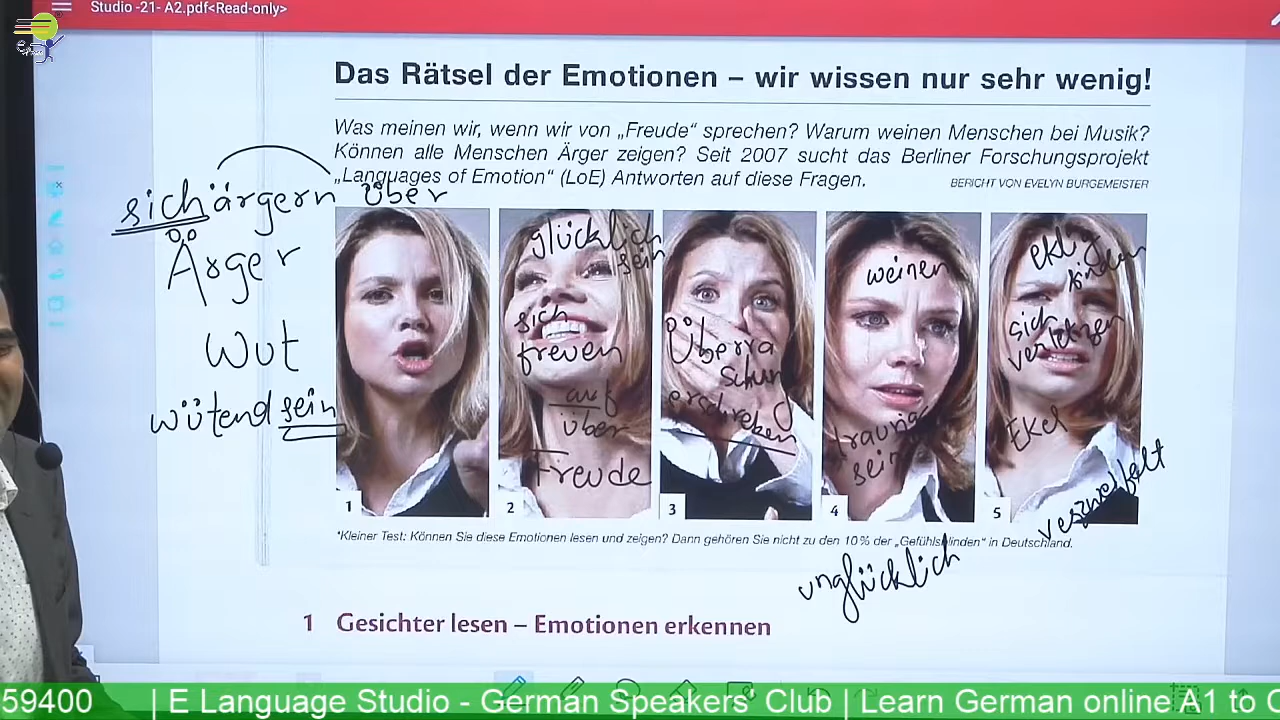 Studio -21- A2.pdf<Read-only>
Das Rätsel der Emotionen – wir wissen nur sehr wenig!
Was meinen wir, wenn wir von „Freude“ sprechen? Warum weinen Menschen bei Musik?
Können alle Menschen Ärger zeigen? Seit 2007 sucht das Berliner Forschungsprojekt
„Languages of Emotion“ (LoE) Antworten auf diese Fragen.
BERICHT VON EVELYN BURGEMEISTER
sich ärgern über
Ärger
Wut
wütend sein
glücklich
sein
sich
freuen
auf
über
Freude
Überra
schung
erschrecken
weinen
traurig
sein
unglücklich
sich
verletzen
Ekel
verzweifelt
1
2
3
4
5
*Kleiner Test: Können Sie diese Emotionen lesen und zeigen? Dann gehören Sie nicht zu den 10 % der „Gefühlsblinden“ in Deutschland.
1 Gesichter lesen – Emotionen erkennen
59400 | E Language Studio - German Speakers' Club | Learn German online A1 to C